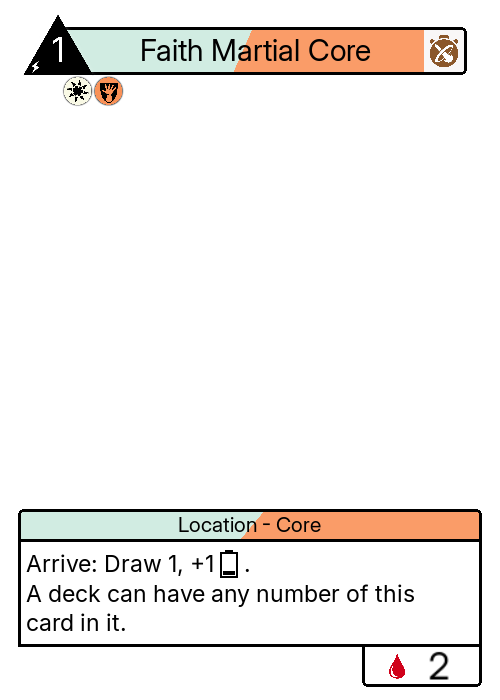 1
Faith Martial Core
Location - Core
Arrive: Draw 1, +1 .
A deck can have any number of this
card in it.
2